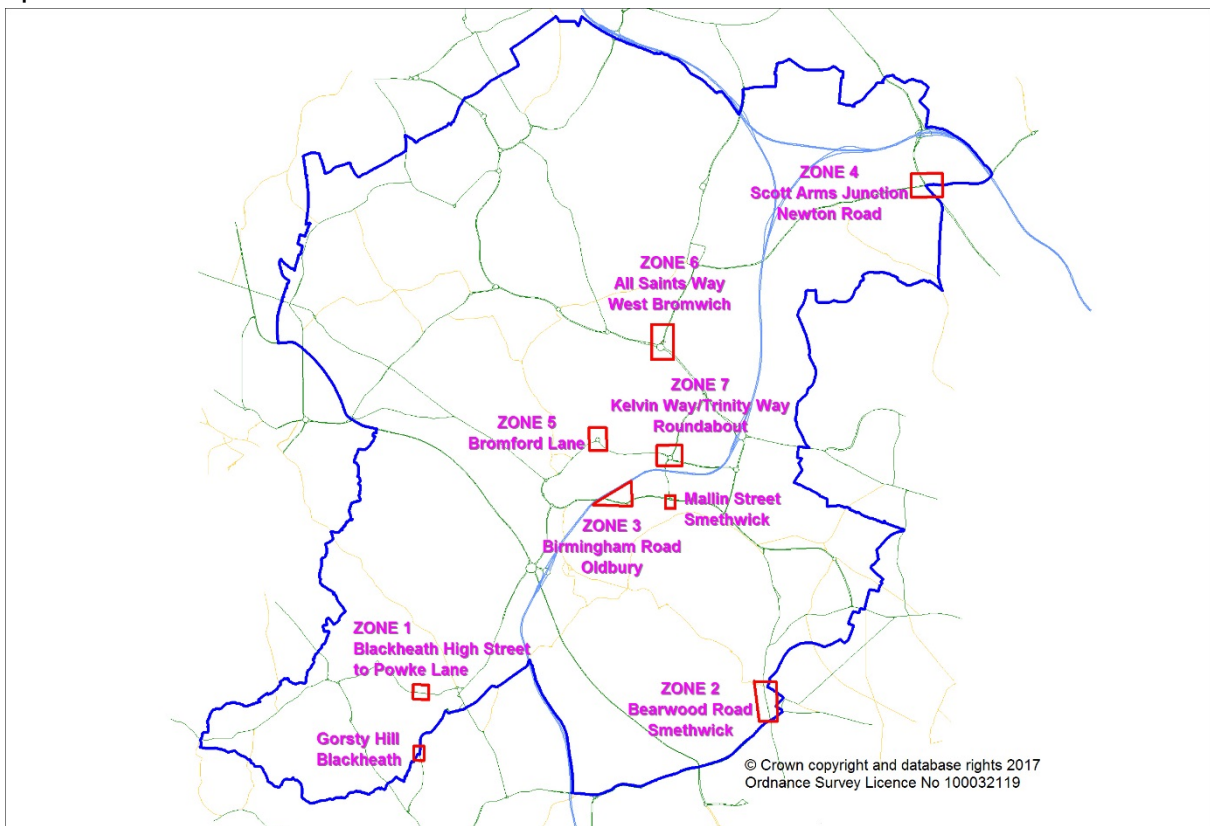 ZONE 4
Scott Arms Junction
Newton Road
ZONE 6
All Saints Way
West Bromwich
ZONE 7
Kelvin Way/Trinity Way
Roundabout
ZONE 5
Bromford Lane
Mallin Street
Smethwick
ZONE 3
Birmingham Road
Oldbury
ZONE 1
Blackheath High Street
to Powke Lane
ZONE 2
Bearwood Road
Smethwick
Gorsty Hill
Blackheath
© Crown copyright and database rights 2017
Ordnance Survey Licence No 100032119